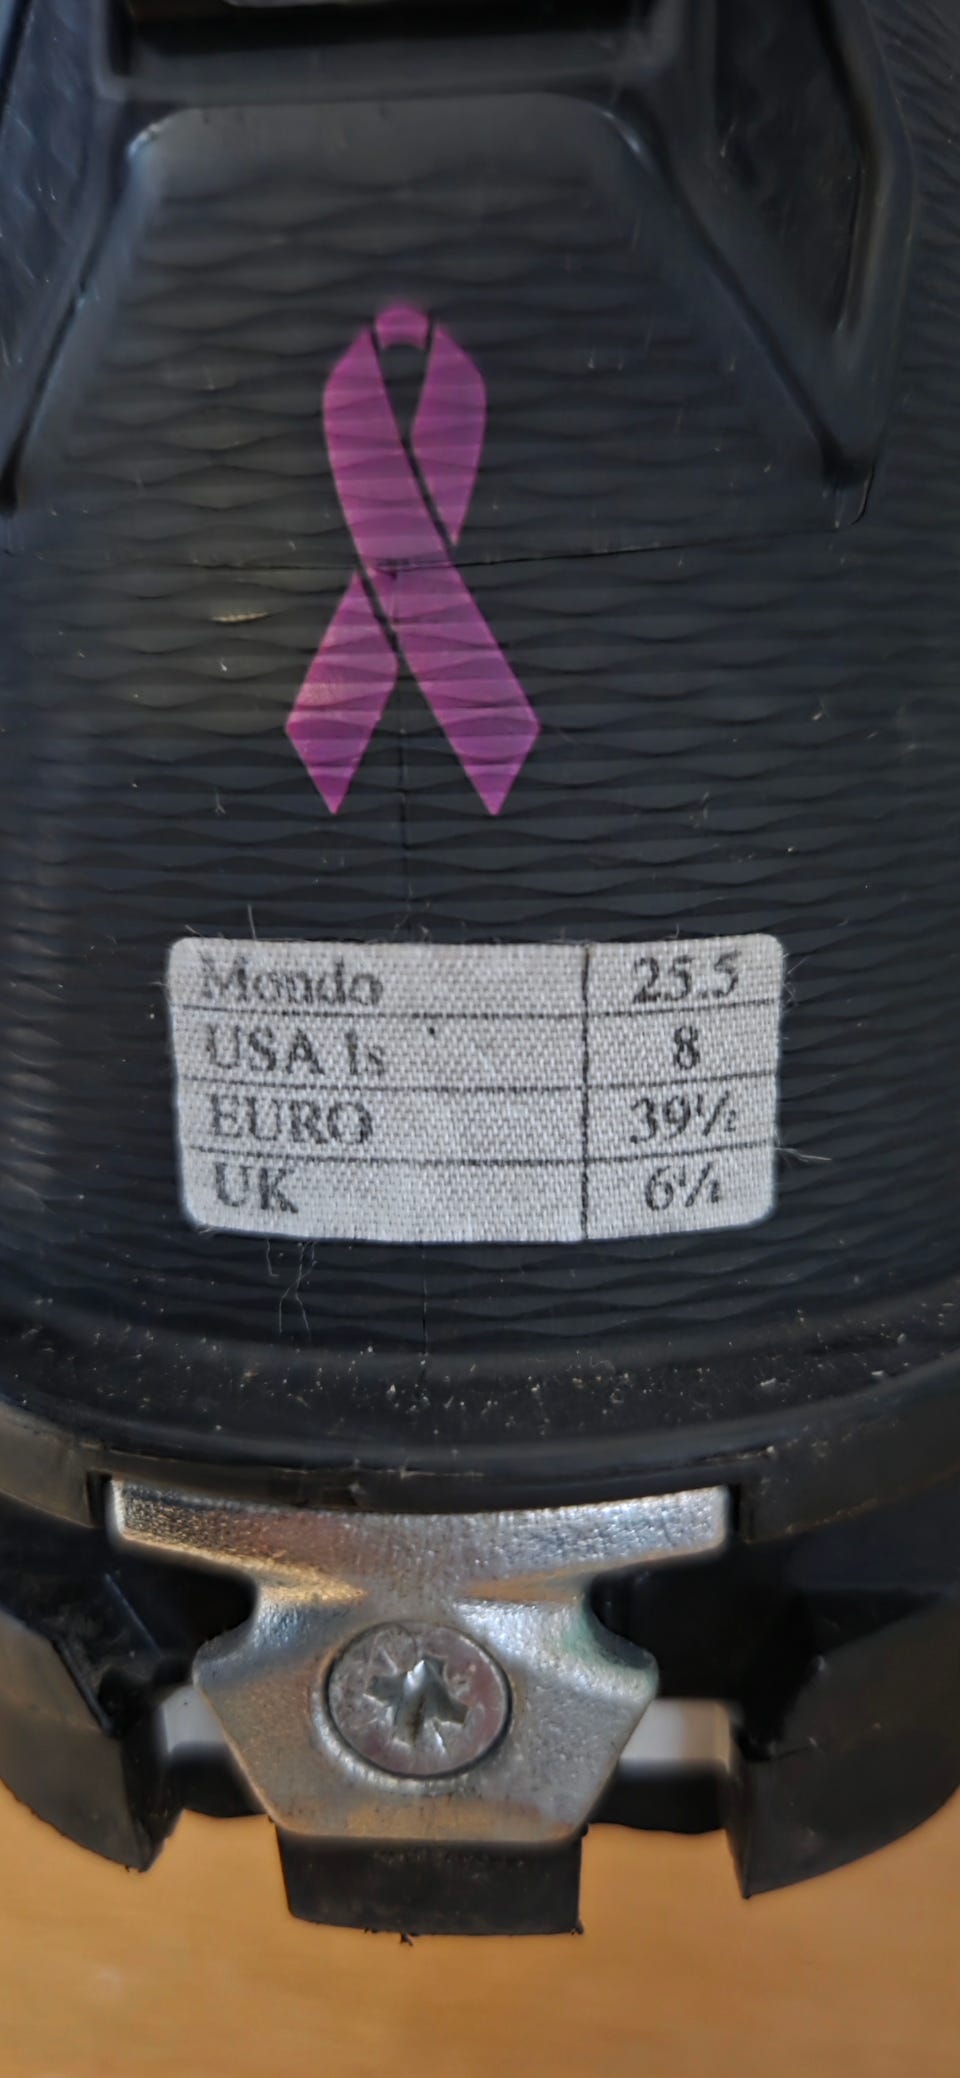 Mondo 25.5
USA ls 8
EURO 39½
UK 6½